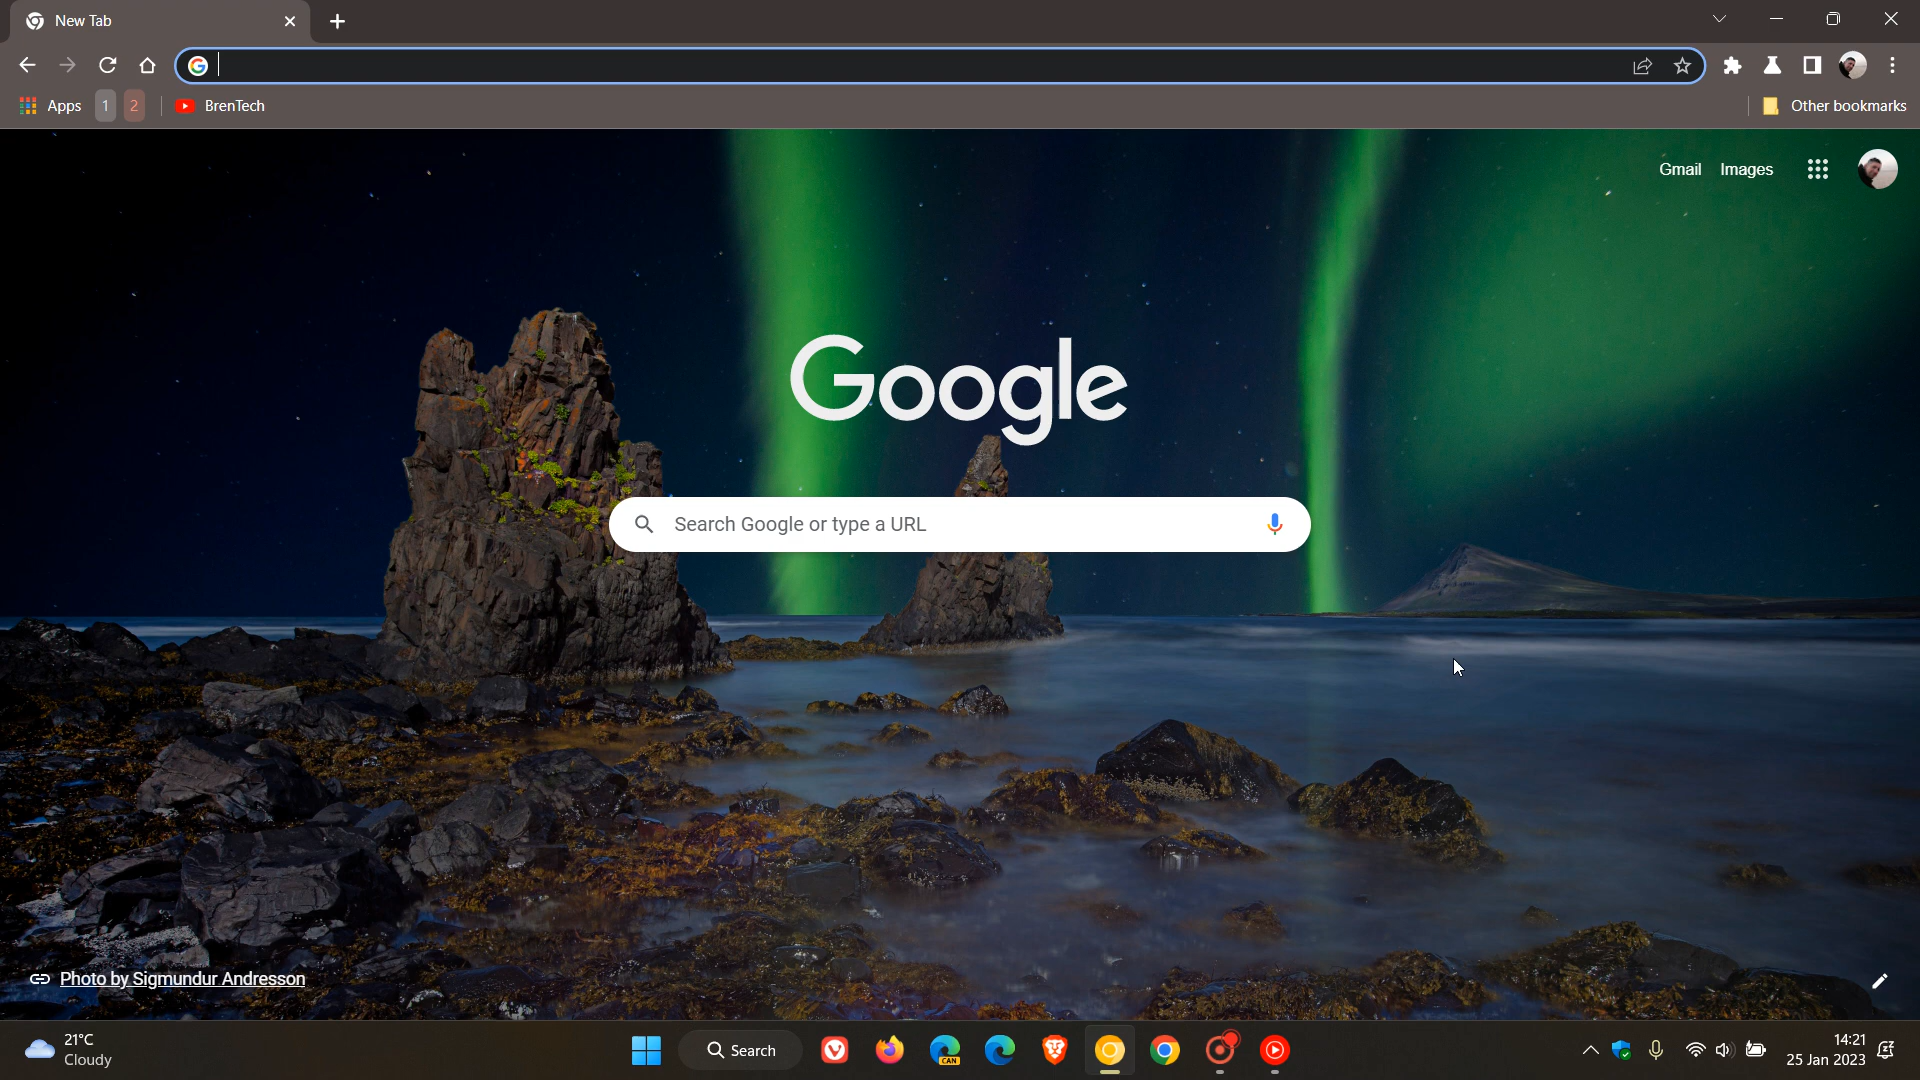 New Tab
Apps 1 2 BrenTech Other bookmarks
Gmail Images
Google
Search Google or type a URL
Photo by Sigmundur Andresson
21°C
Cloudy
Search
CAN
14:21
25 Jan 2023